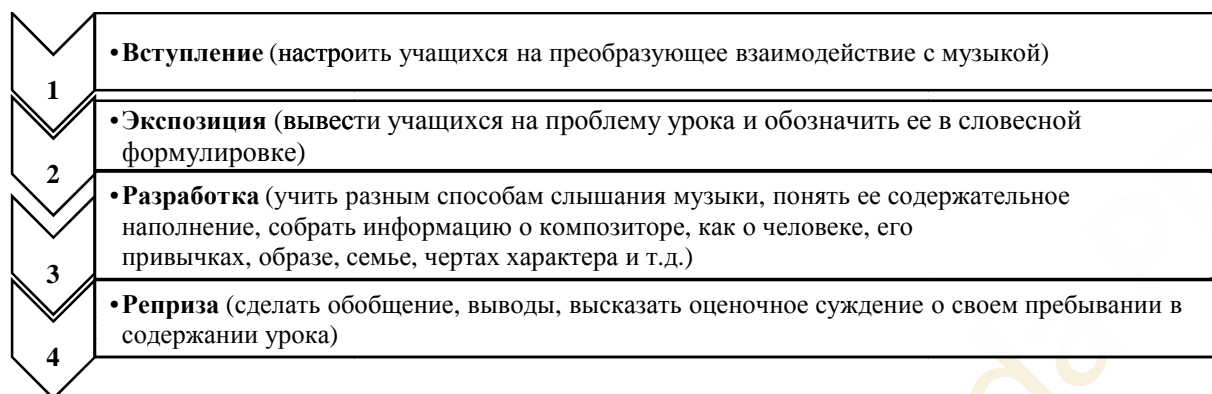 1
•Вступление (настроить учащихся на преобразующее взаимодействие с музыкой)
2
•Экспозиция (вывести учащихся на проблему урока и обозначить ее в словесной
формулировке)
3
•Разработка (учить разным способам слышания музыки, понять ее содержательное
наполнение, собрать информацию о композиторе, как о человеке, его
привычках, образе, семье, чертах характера и т.д.)
4
•Реприза (сделать обобщение, выводы, высказать оценочное суждение о своем пребывании в
содержании урока)